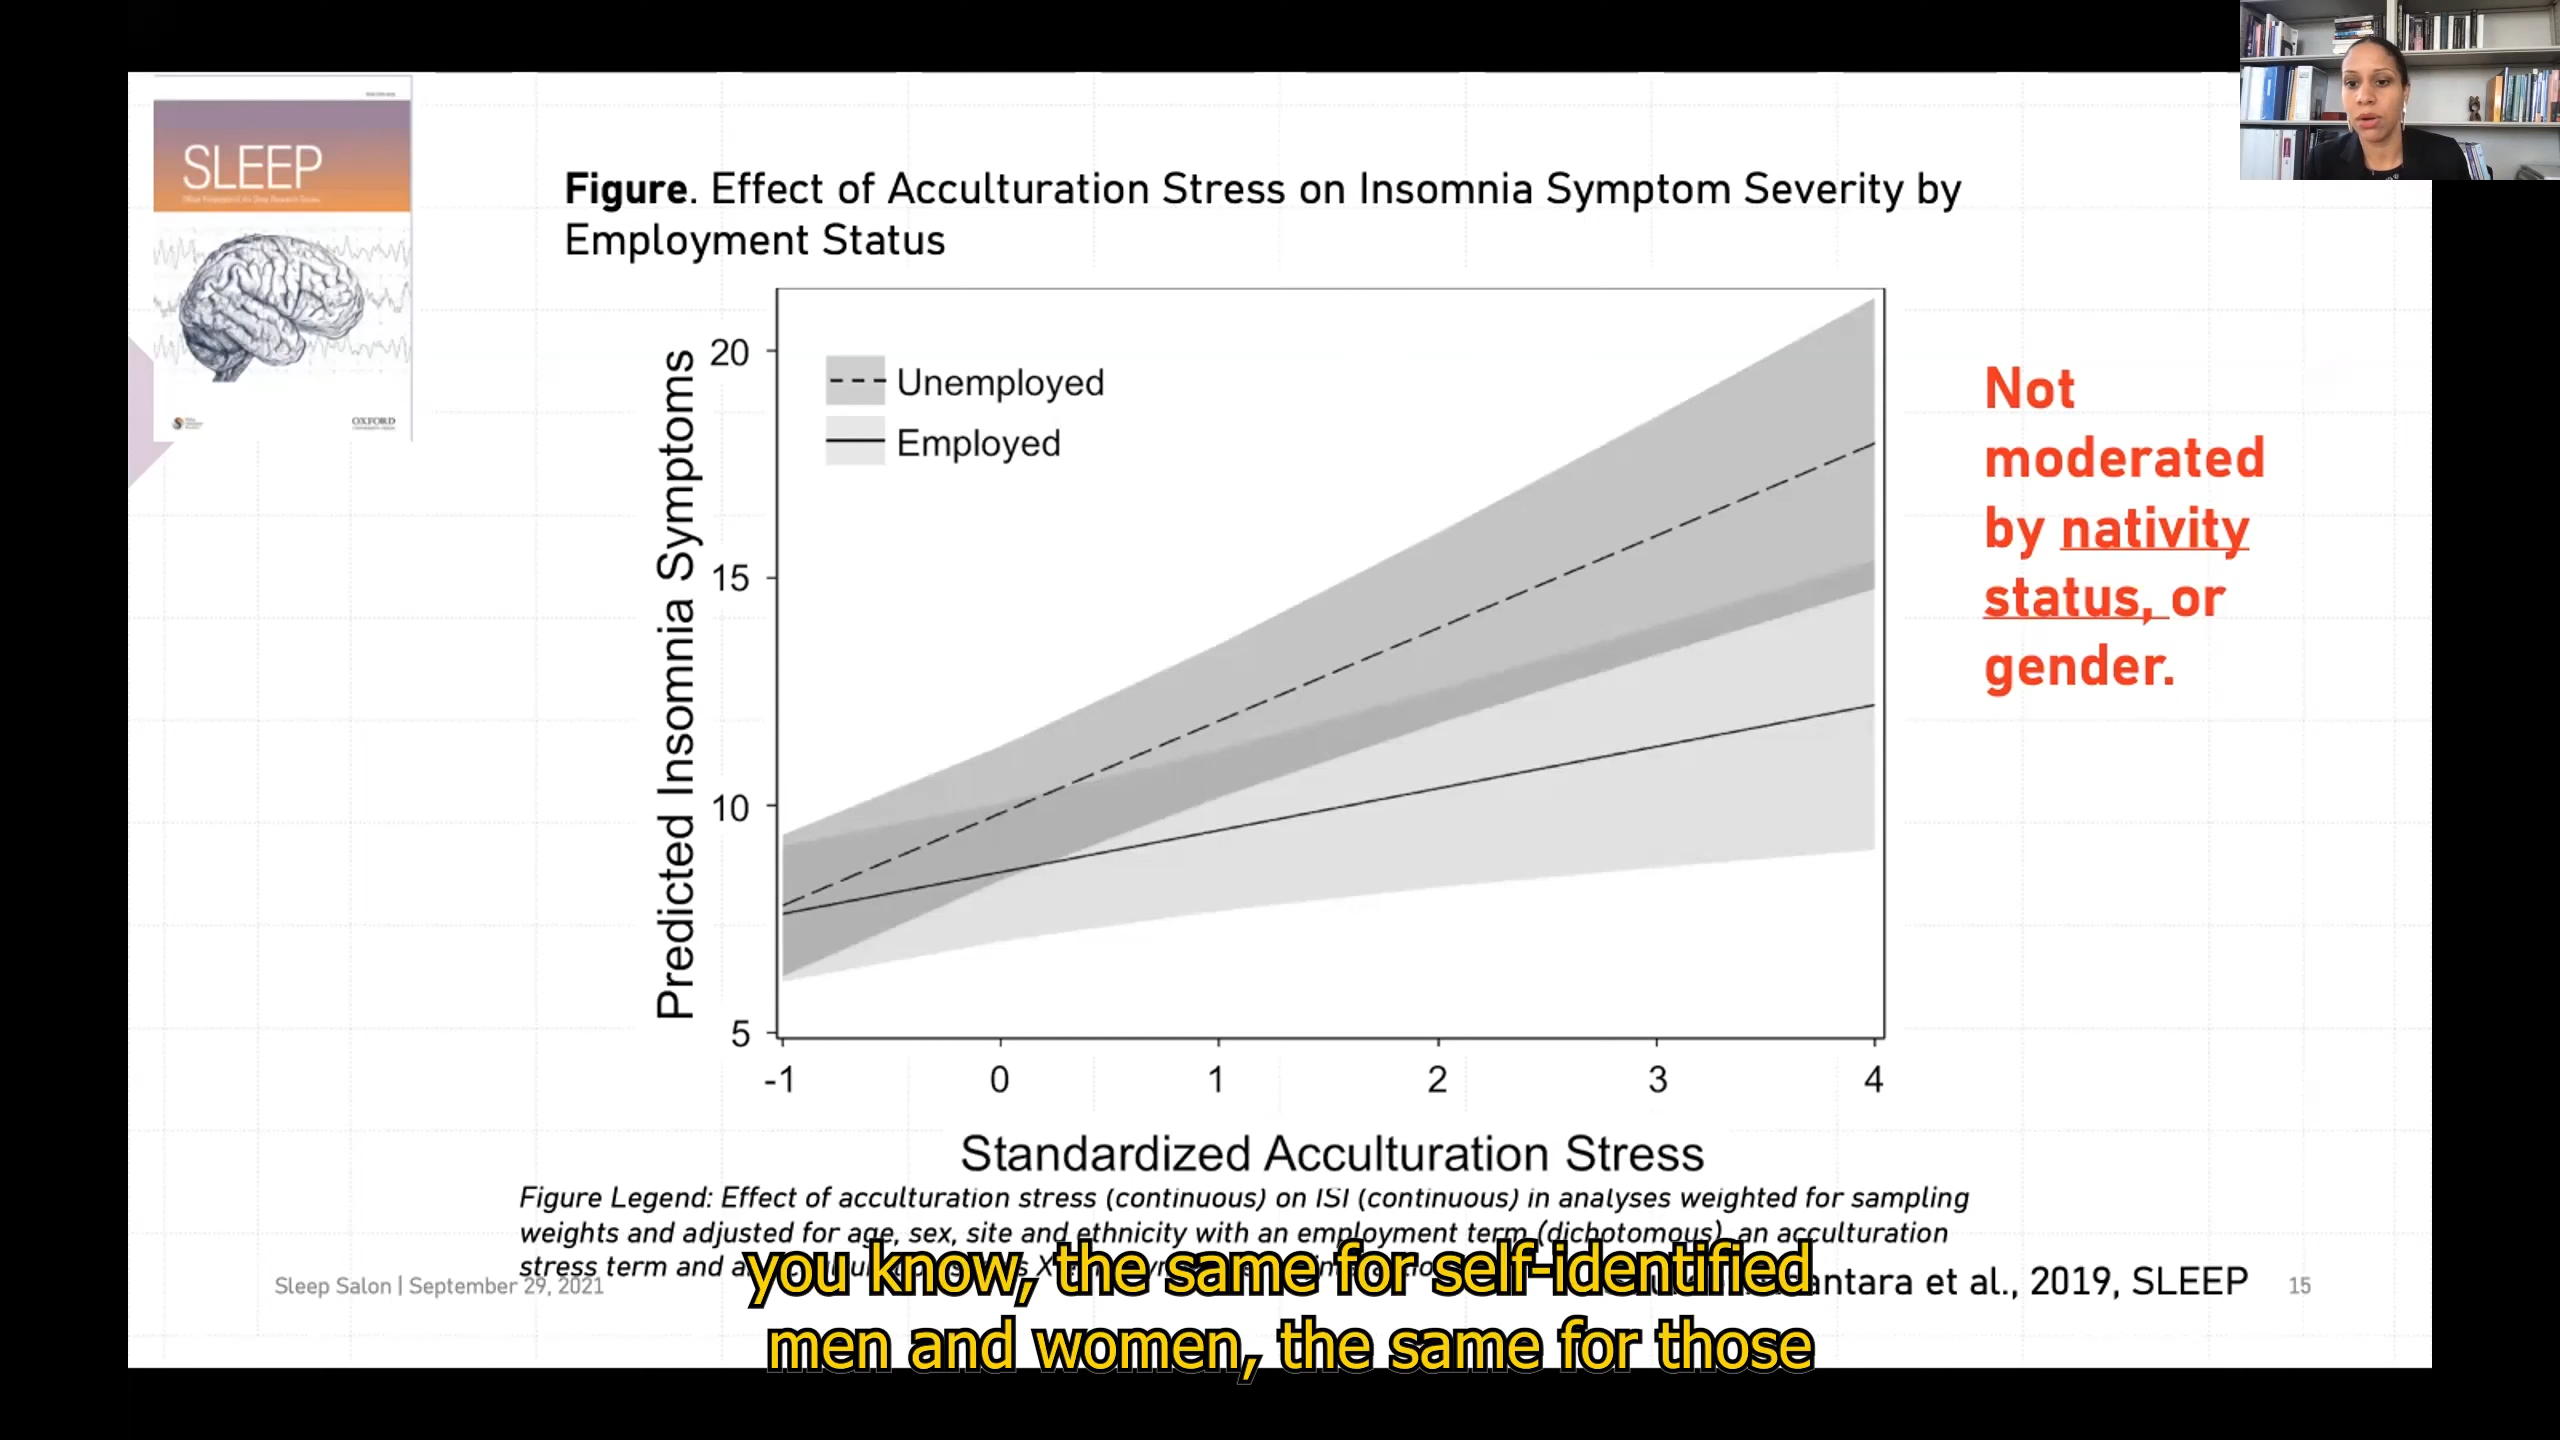 SLEEP
OXFORD
Figure. Effect of Acculturation Stress on Insomnia Symptom Severity by
Employment Status
Predicted Insomnia Symptoms
20
15
10
5
Unemployed
Employed
-1 0 1 2 3 4
Standardized Acculturation Stress
Not
moderated
by nativity
status, or
gender.
Figure Legend: Effect of acculturation stress (continuous) on ISI (continuous) in analyses weighted for sampling
weights and adjusted for age, sex, site and ethnicity with an employment term (dichotomous), an acculturation
stress term and
Sleep Salon | September 29, 2021
et al., 2019, SLEEP
15
you know, the same for self-identified
men and women, the same for those